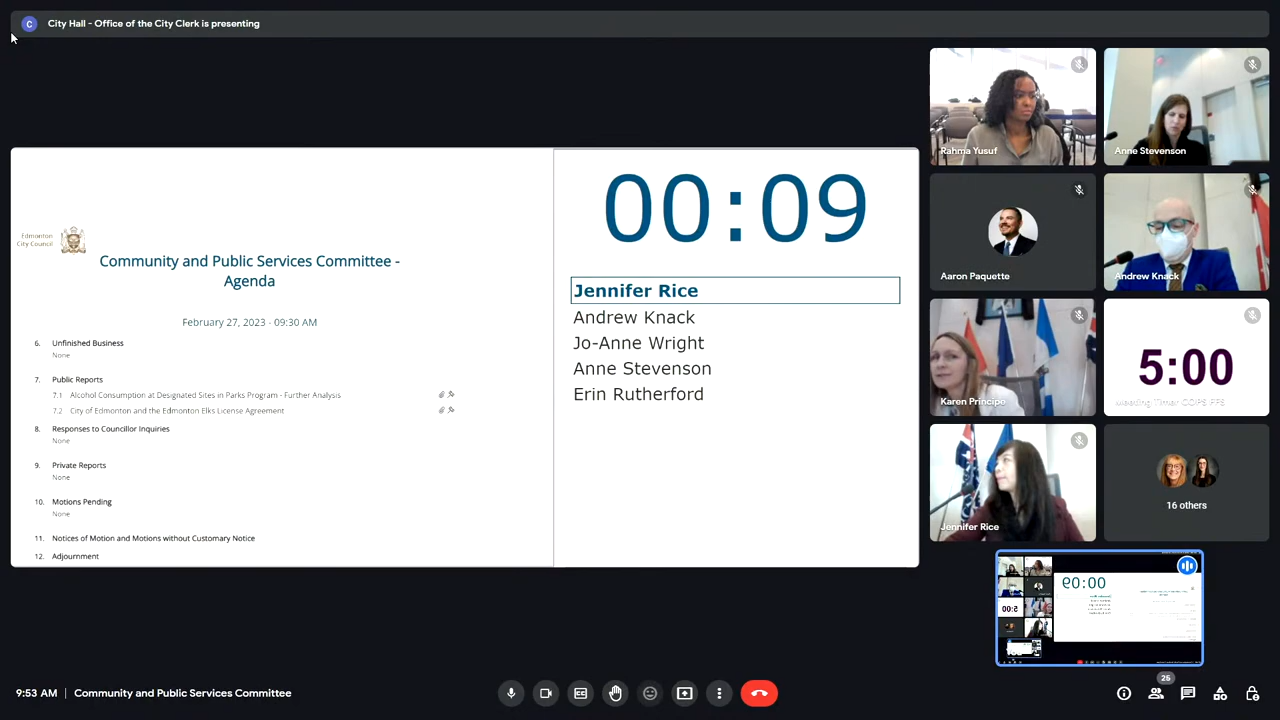 C City Hall - Office of the City Clerk is presenting
Edmonton
City Council
Community and Public Services Committee -
Agenda
February 27, 2023 - 09:30 AM
6. Unfinished Business
None
7. Public Reports
7.1 Alcohol Consumption at Designated Sites in Parks Program - Further Analysis
7.2 City of Edmonton and the Edmonton Elks License Agreement
8. Responses to Councillor Inquiries
None
9. Private Reports
None
10. Motions Pending
None
11. Notices of Motion and Motions without Customary Notice
12. Adjournment
00:09
Jennifer Rice
Andrew Knack
Jo-Anne Wright
Anne Stevenson
Erin Rutherford
Rahma Yusuf
Anne Stevenson
Aaron Paquette
Andrew Knack
Karen Principe
5:00
Meeting Timer
Jennifer Rice
16 others
00:09
5:00
9:53 AM | Community and Public Services Committee
25